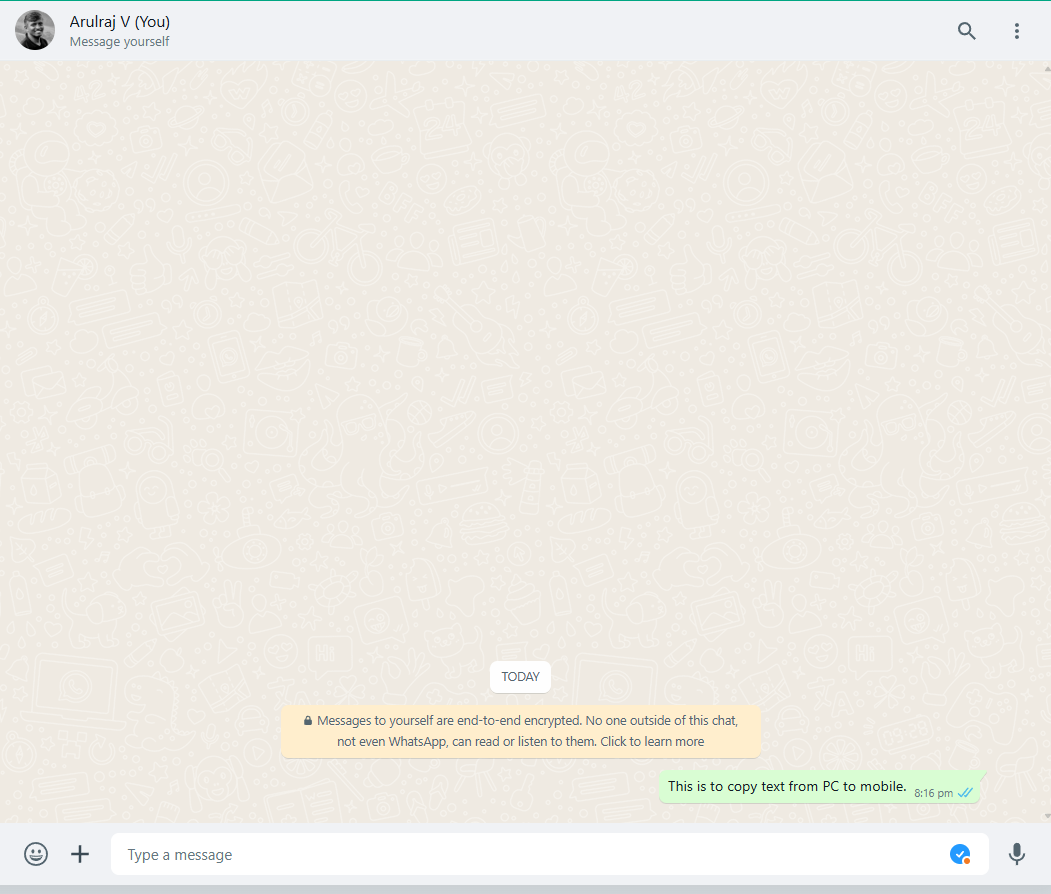 Arulraj V (You)
Message yourself
TODAY
Messages to yourself are end-to-end encrypted. No one outside of this chat,
not even WhatsApp, can read or listen to them. Click to learn more
This is to copy text from PC to mobile. 8:16 pm
Type a message